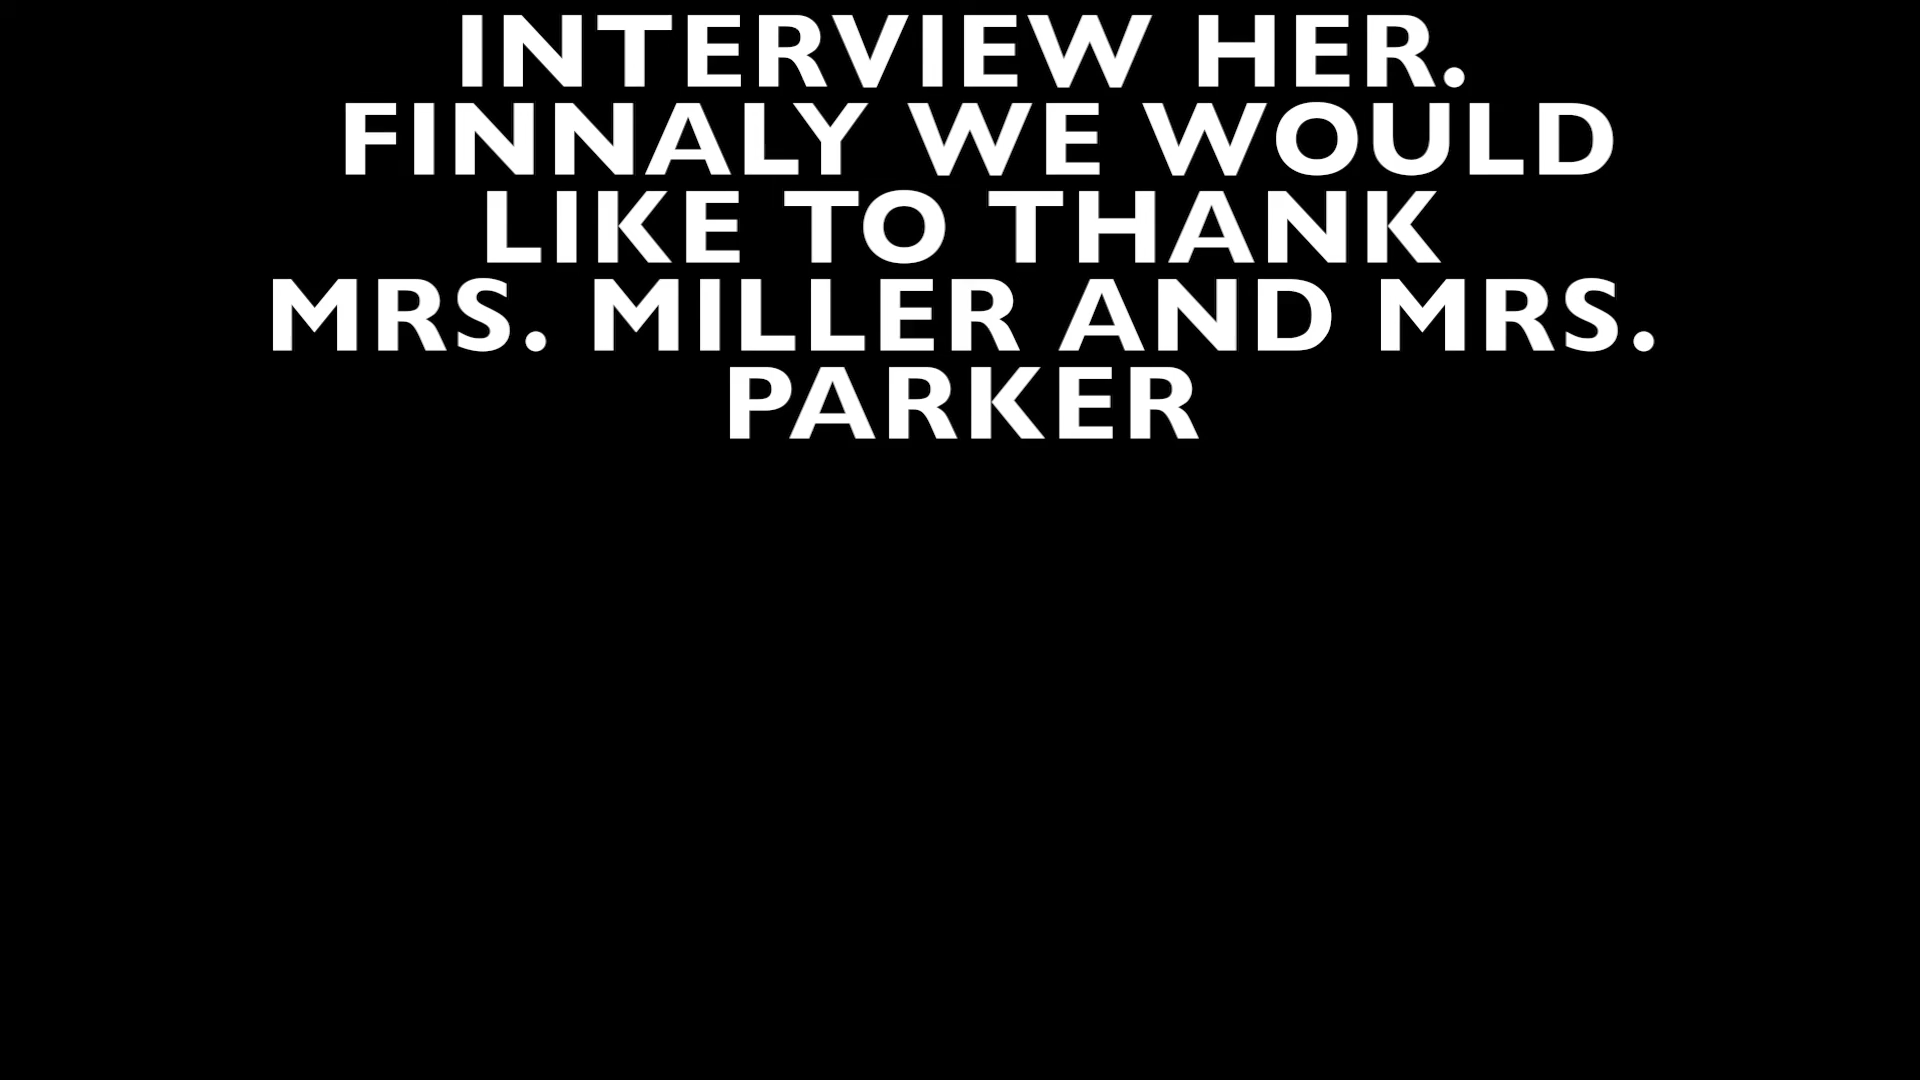 INTERVIEW HER.
FINNALY WE WOULD
LIKE TO THANK
MRS. MILLER AND MRS.
PARKER